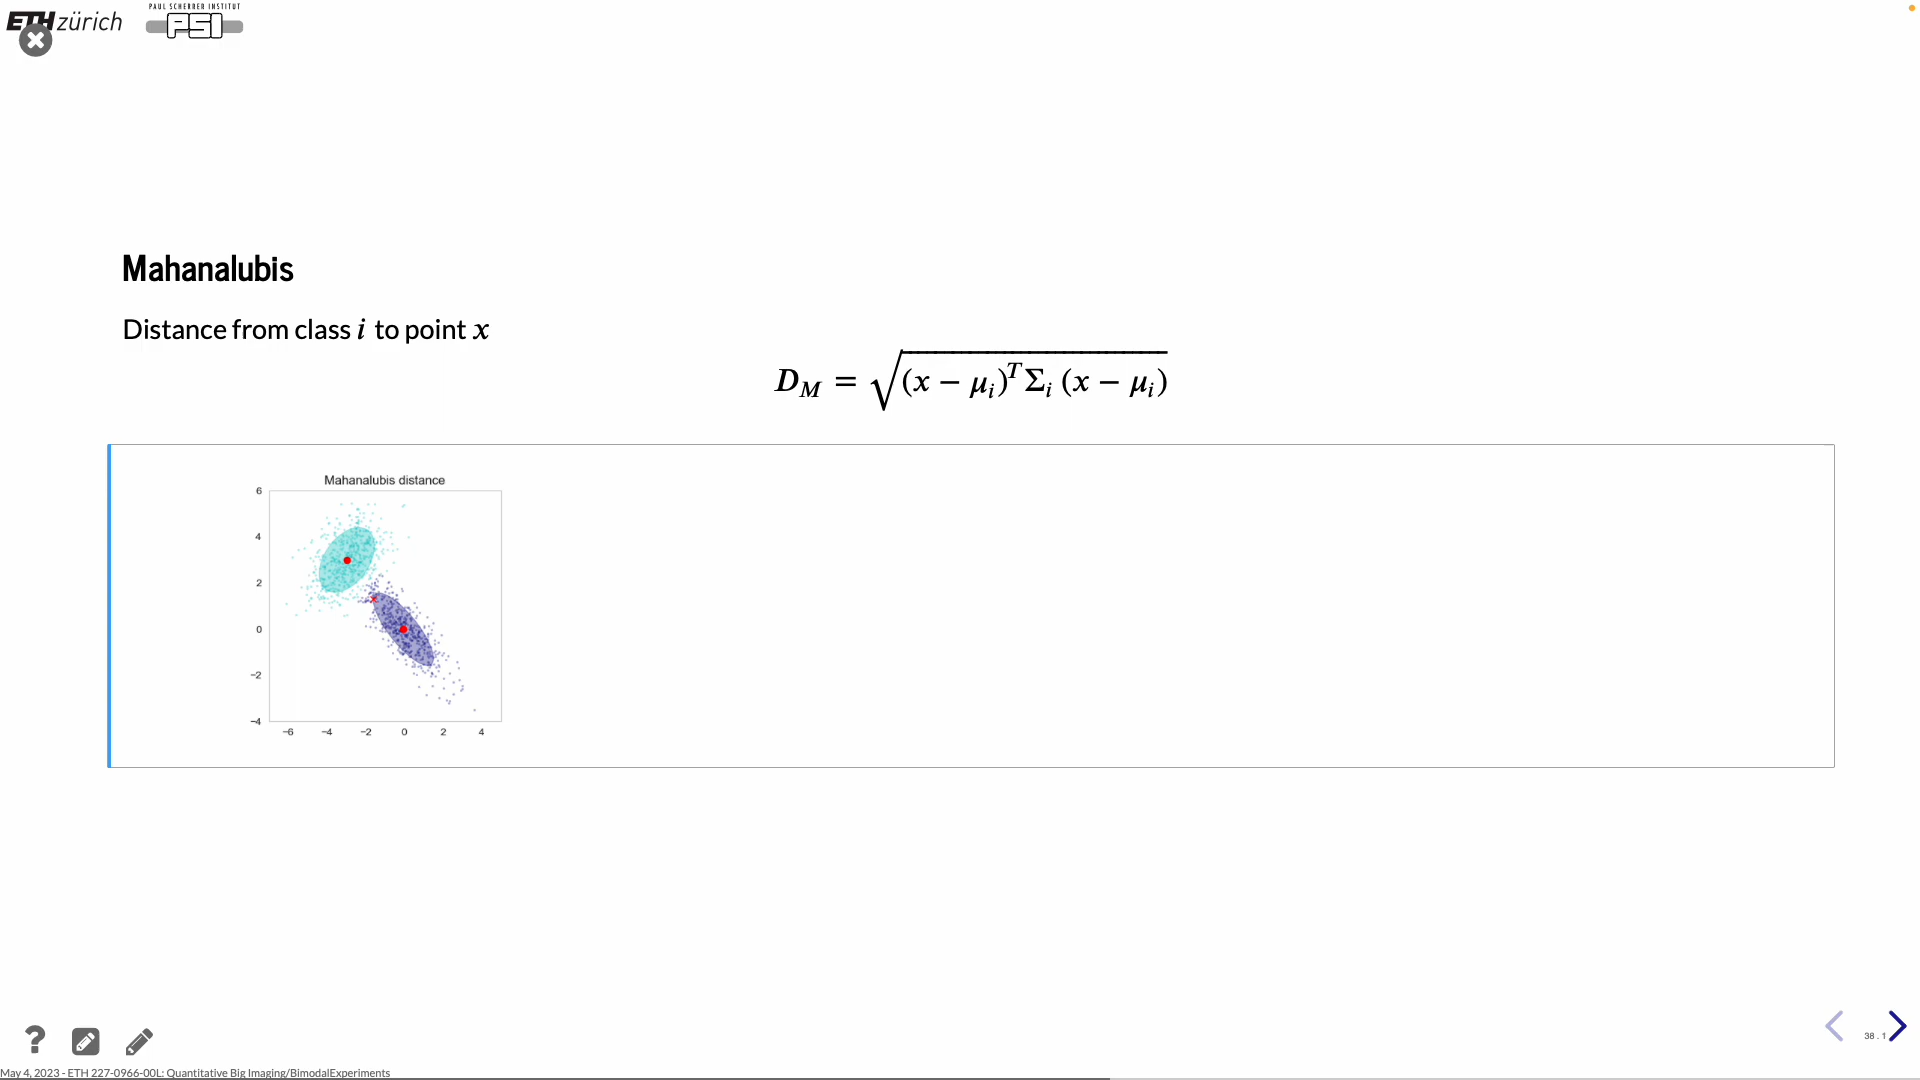 ETH zürich
PAUL SCHERRER INSTITUT
PSI
Mahanalubis
Distance from class i to point x
D_M = √((x − μ_i)^T Σ_i (x − μ_i))
Mahanalubis distance
6
4
2
0
−2
−4
−6 −4 −2 0 2 4
38 . 1
May 4, 2023 - ETH 227-0966-00L: Quantitative Big Imaging/BimodalExperiments